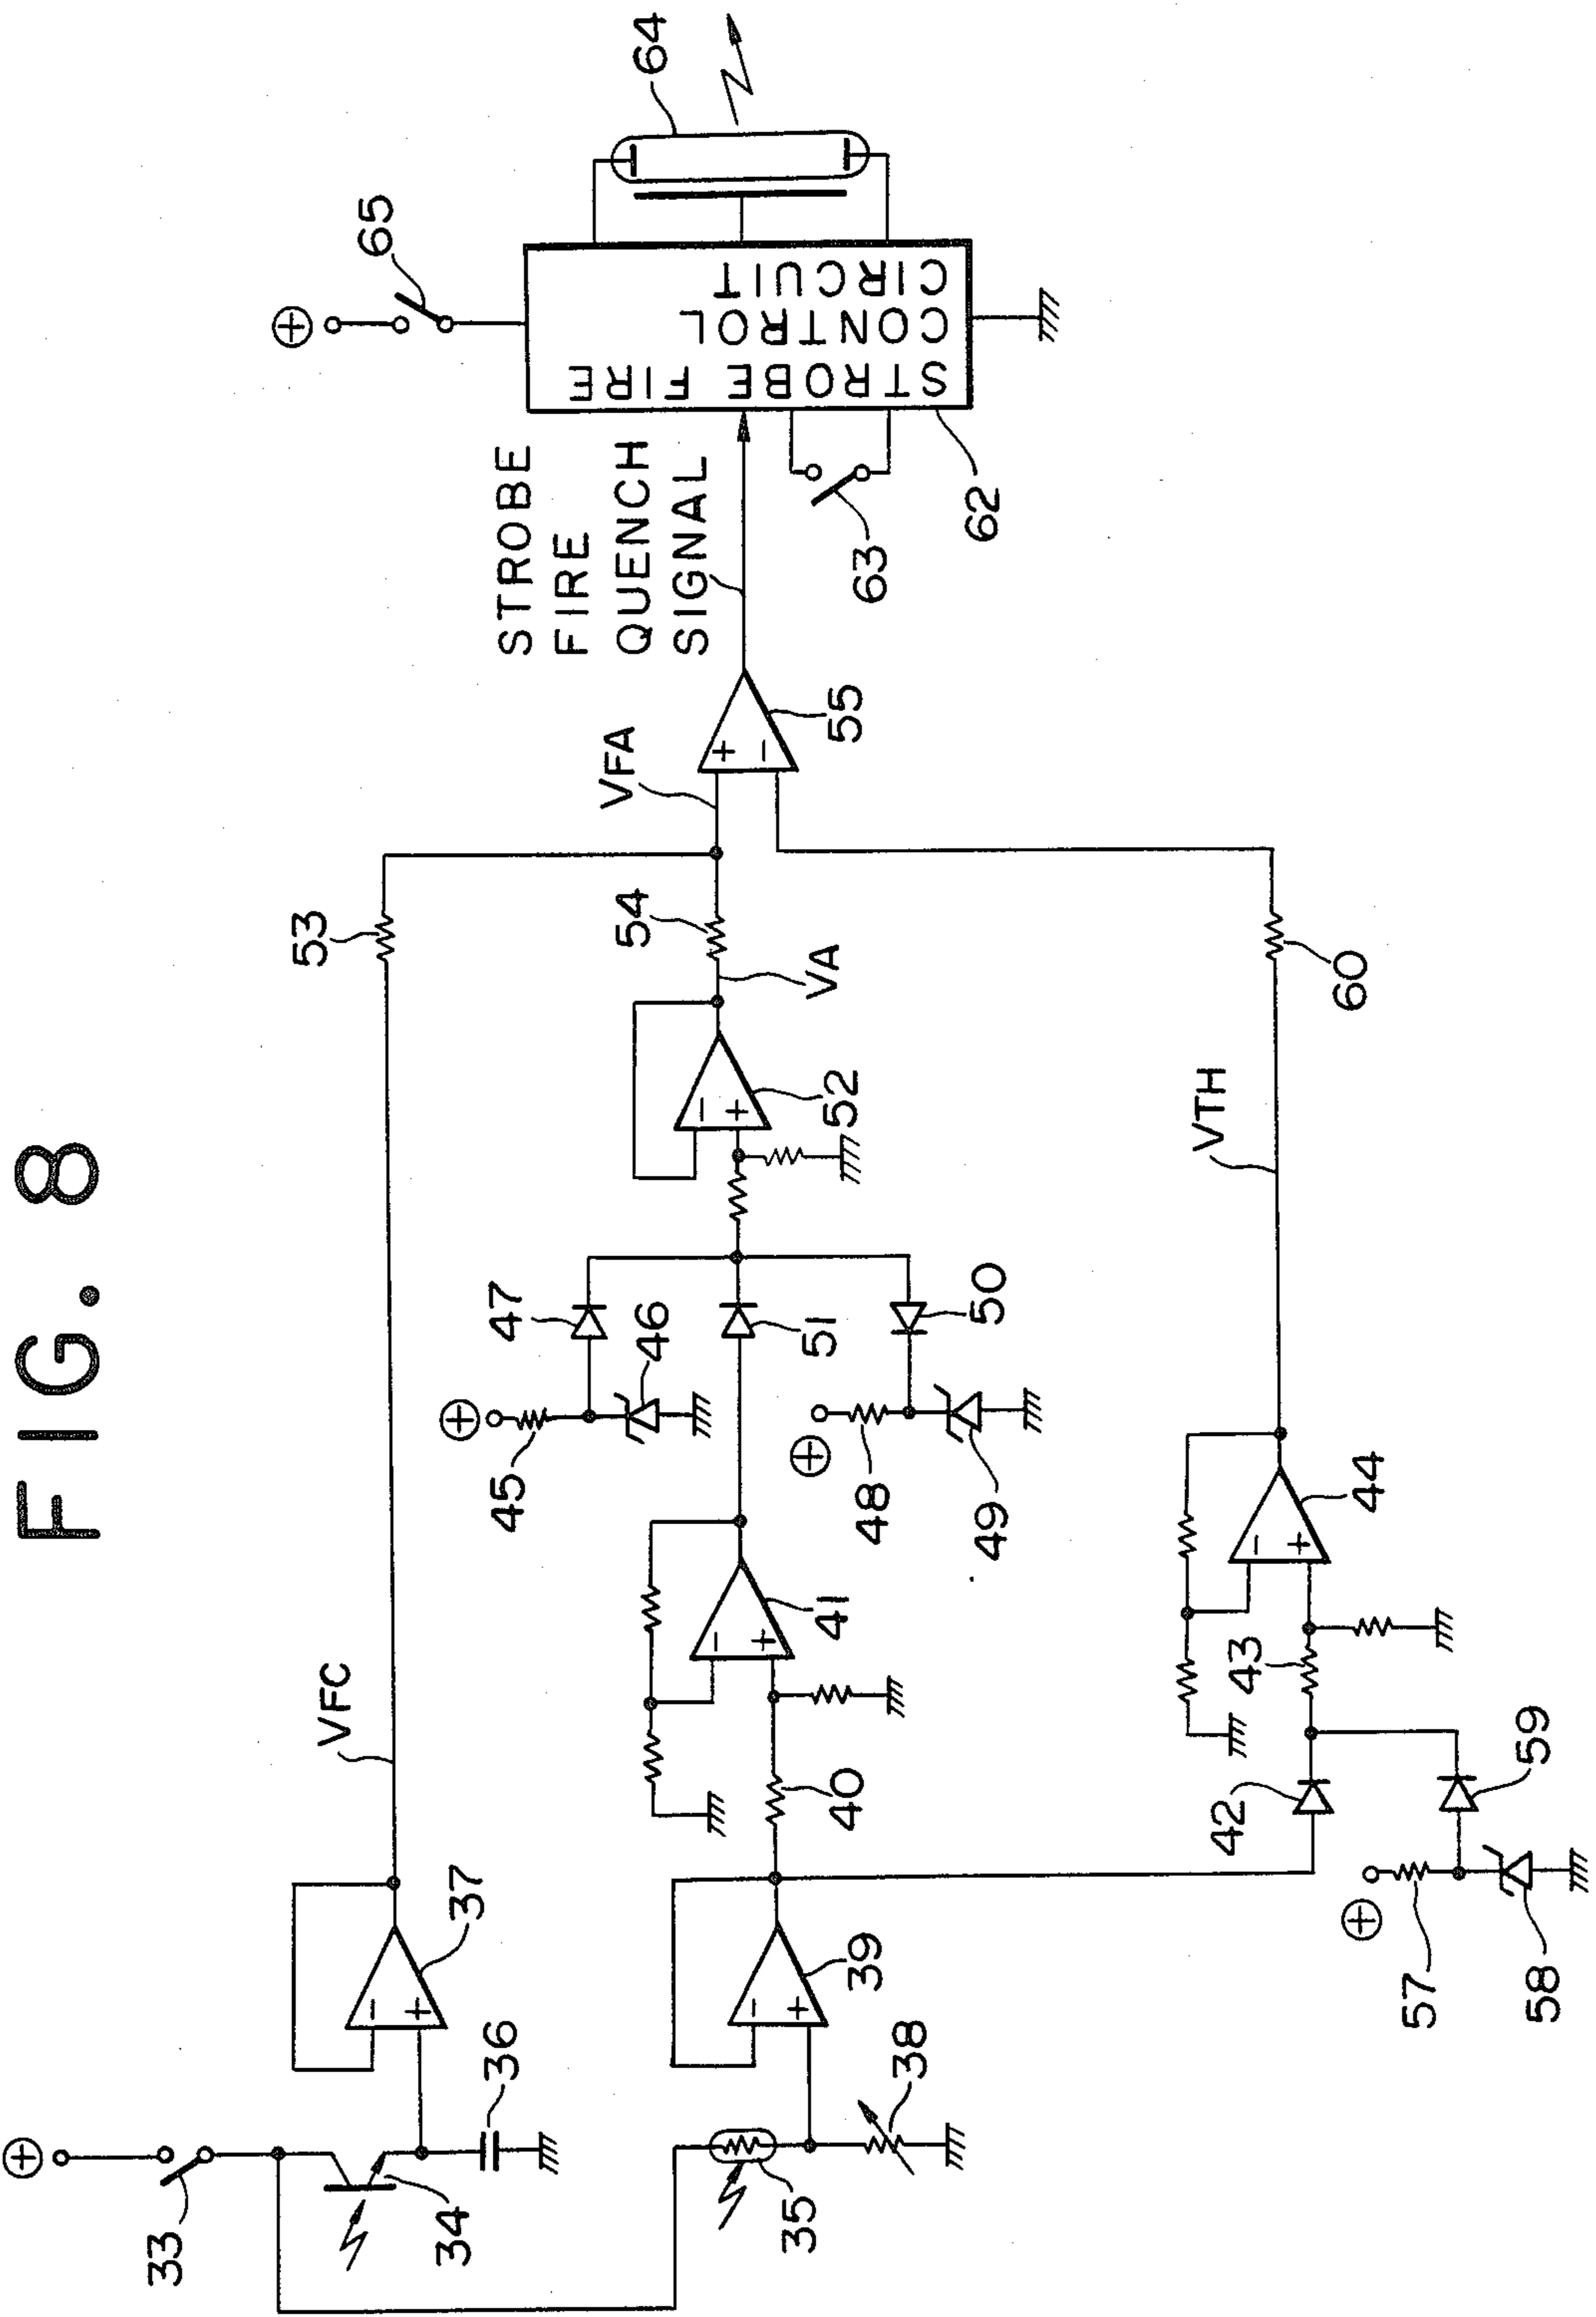 FIG. 8
33
34
36
37
VFC
53
35
38
39
40
41
45
46
47
48
49
50
51
52
VA
54
VFA
55
STROBE
FIRE
QUENCH
SIGNAL
STROBE FIRE
CONTROL
CIRCUIT
62
63
64
65
42
43
44
57
58
59
VTH
60